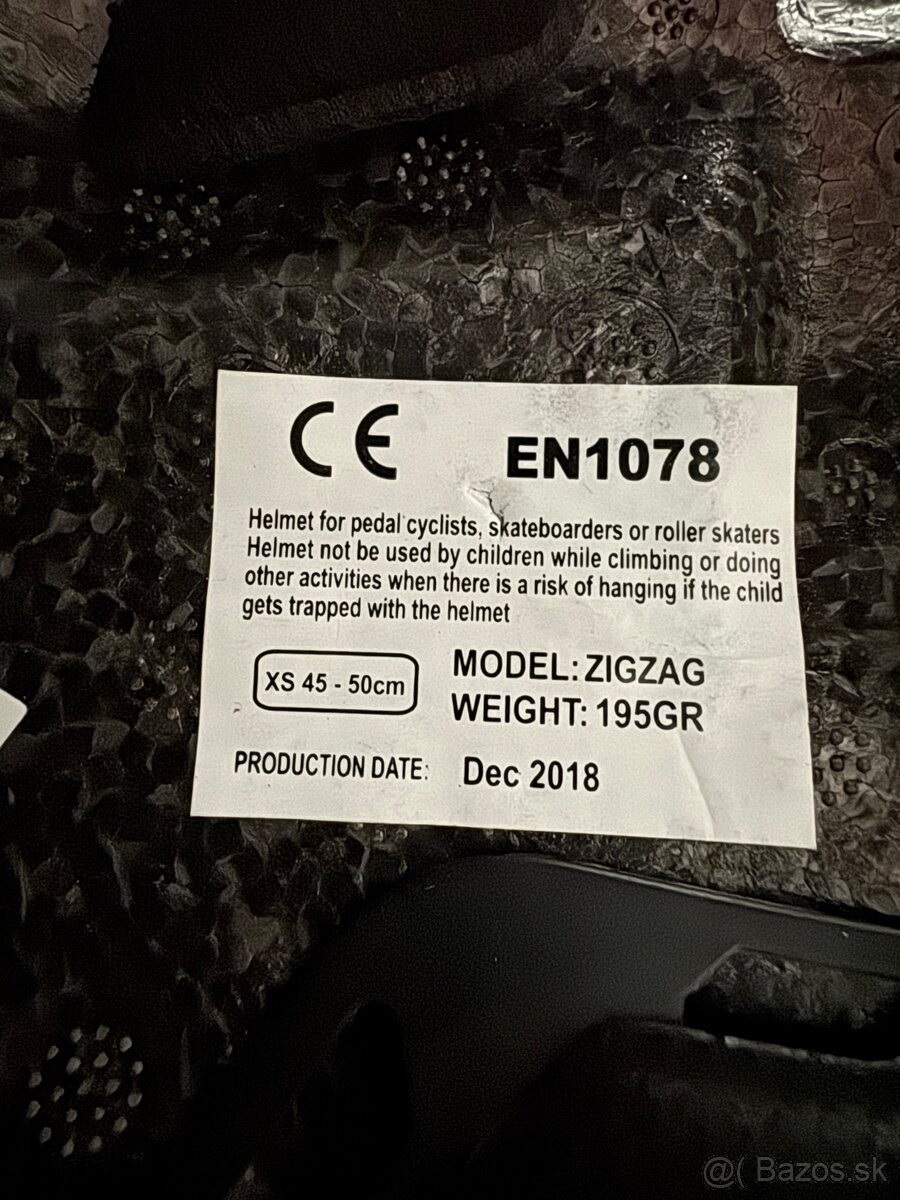 CE EN1078
Helmet for pedal cyclists, skateboarders or roller skaters
Helmet not be used by children while climbing or doing
other activities when there is a risk of hanging if the child
gets trapped with the helmet
XS 45 - 50cm
MODEL: ZIGZAG
WEIGHT: 195GR
PRODUCTION DATE: Dec 2018
@( Bazos.sk